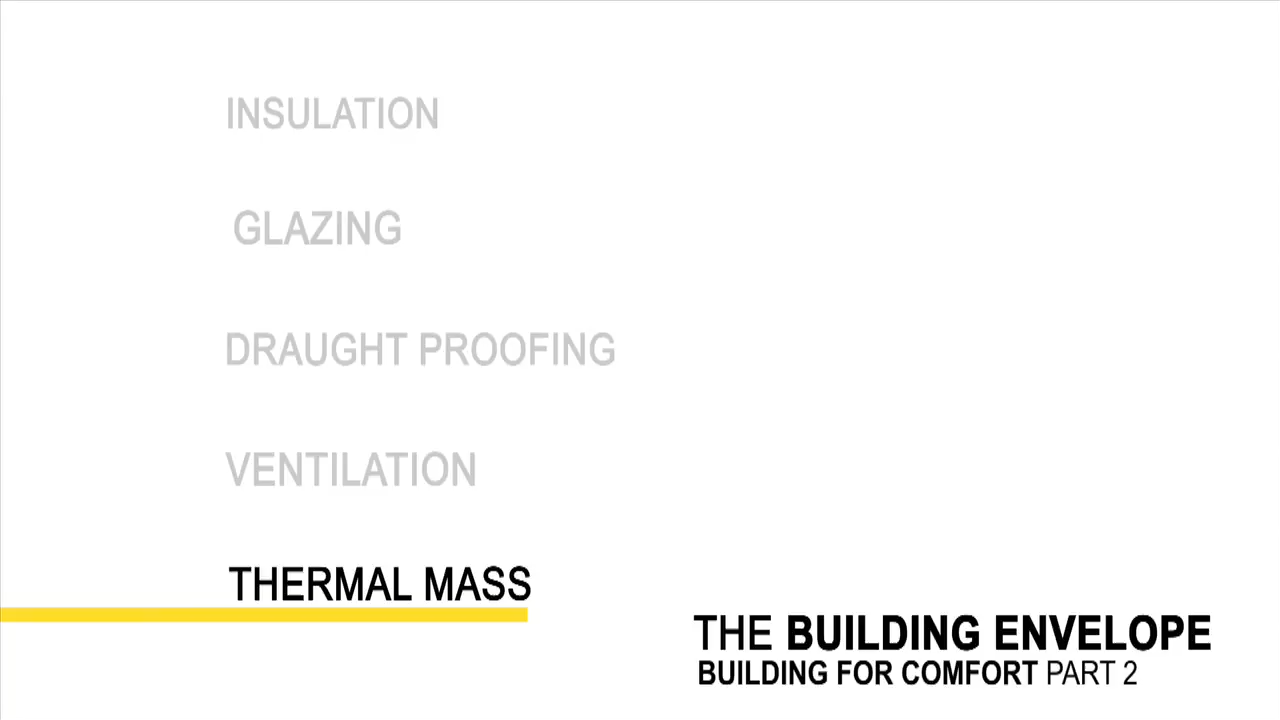 INSULATION
GLAZING
DRAUGHT PROOFING
VENTILATION
THERMAL MASS
THE BUILDING ENVELOPE
BUILDING FOR COMFORT PART 2